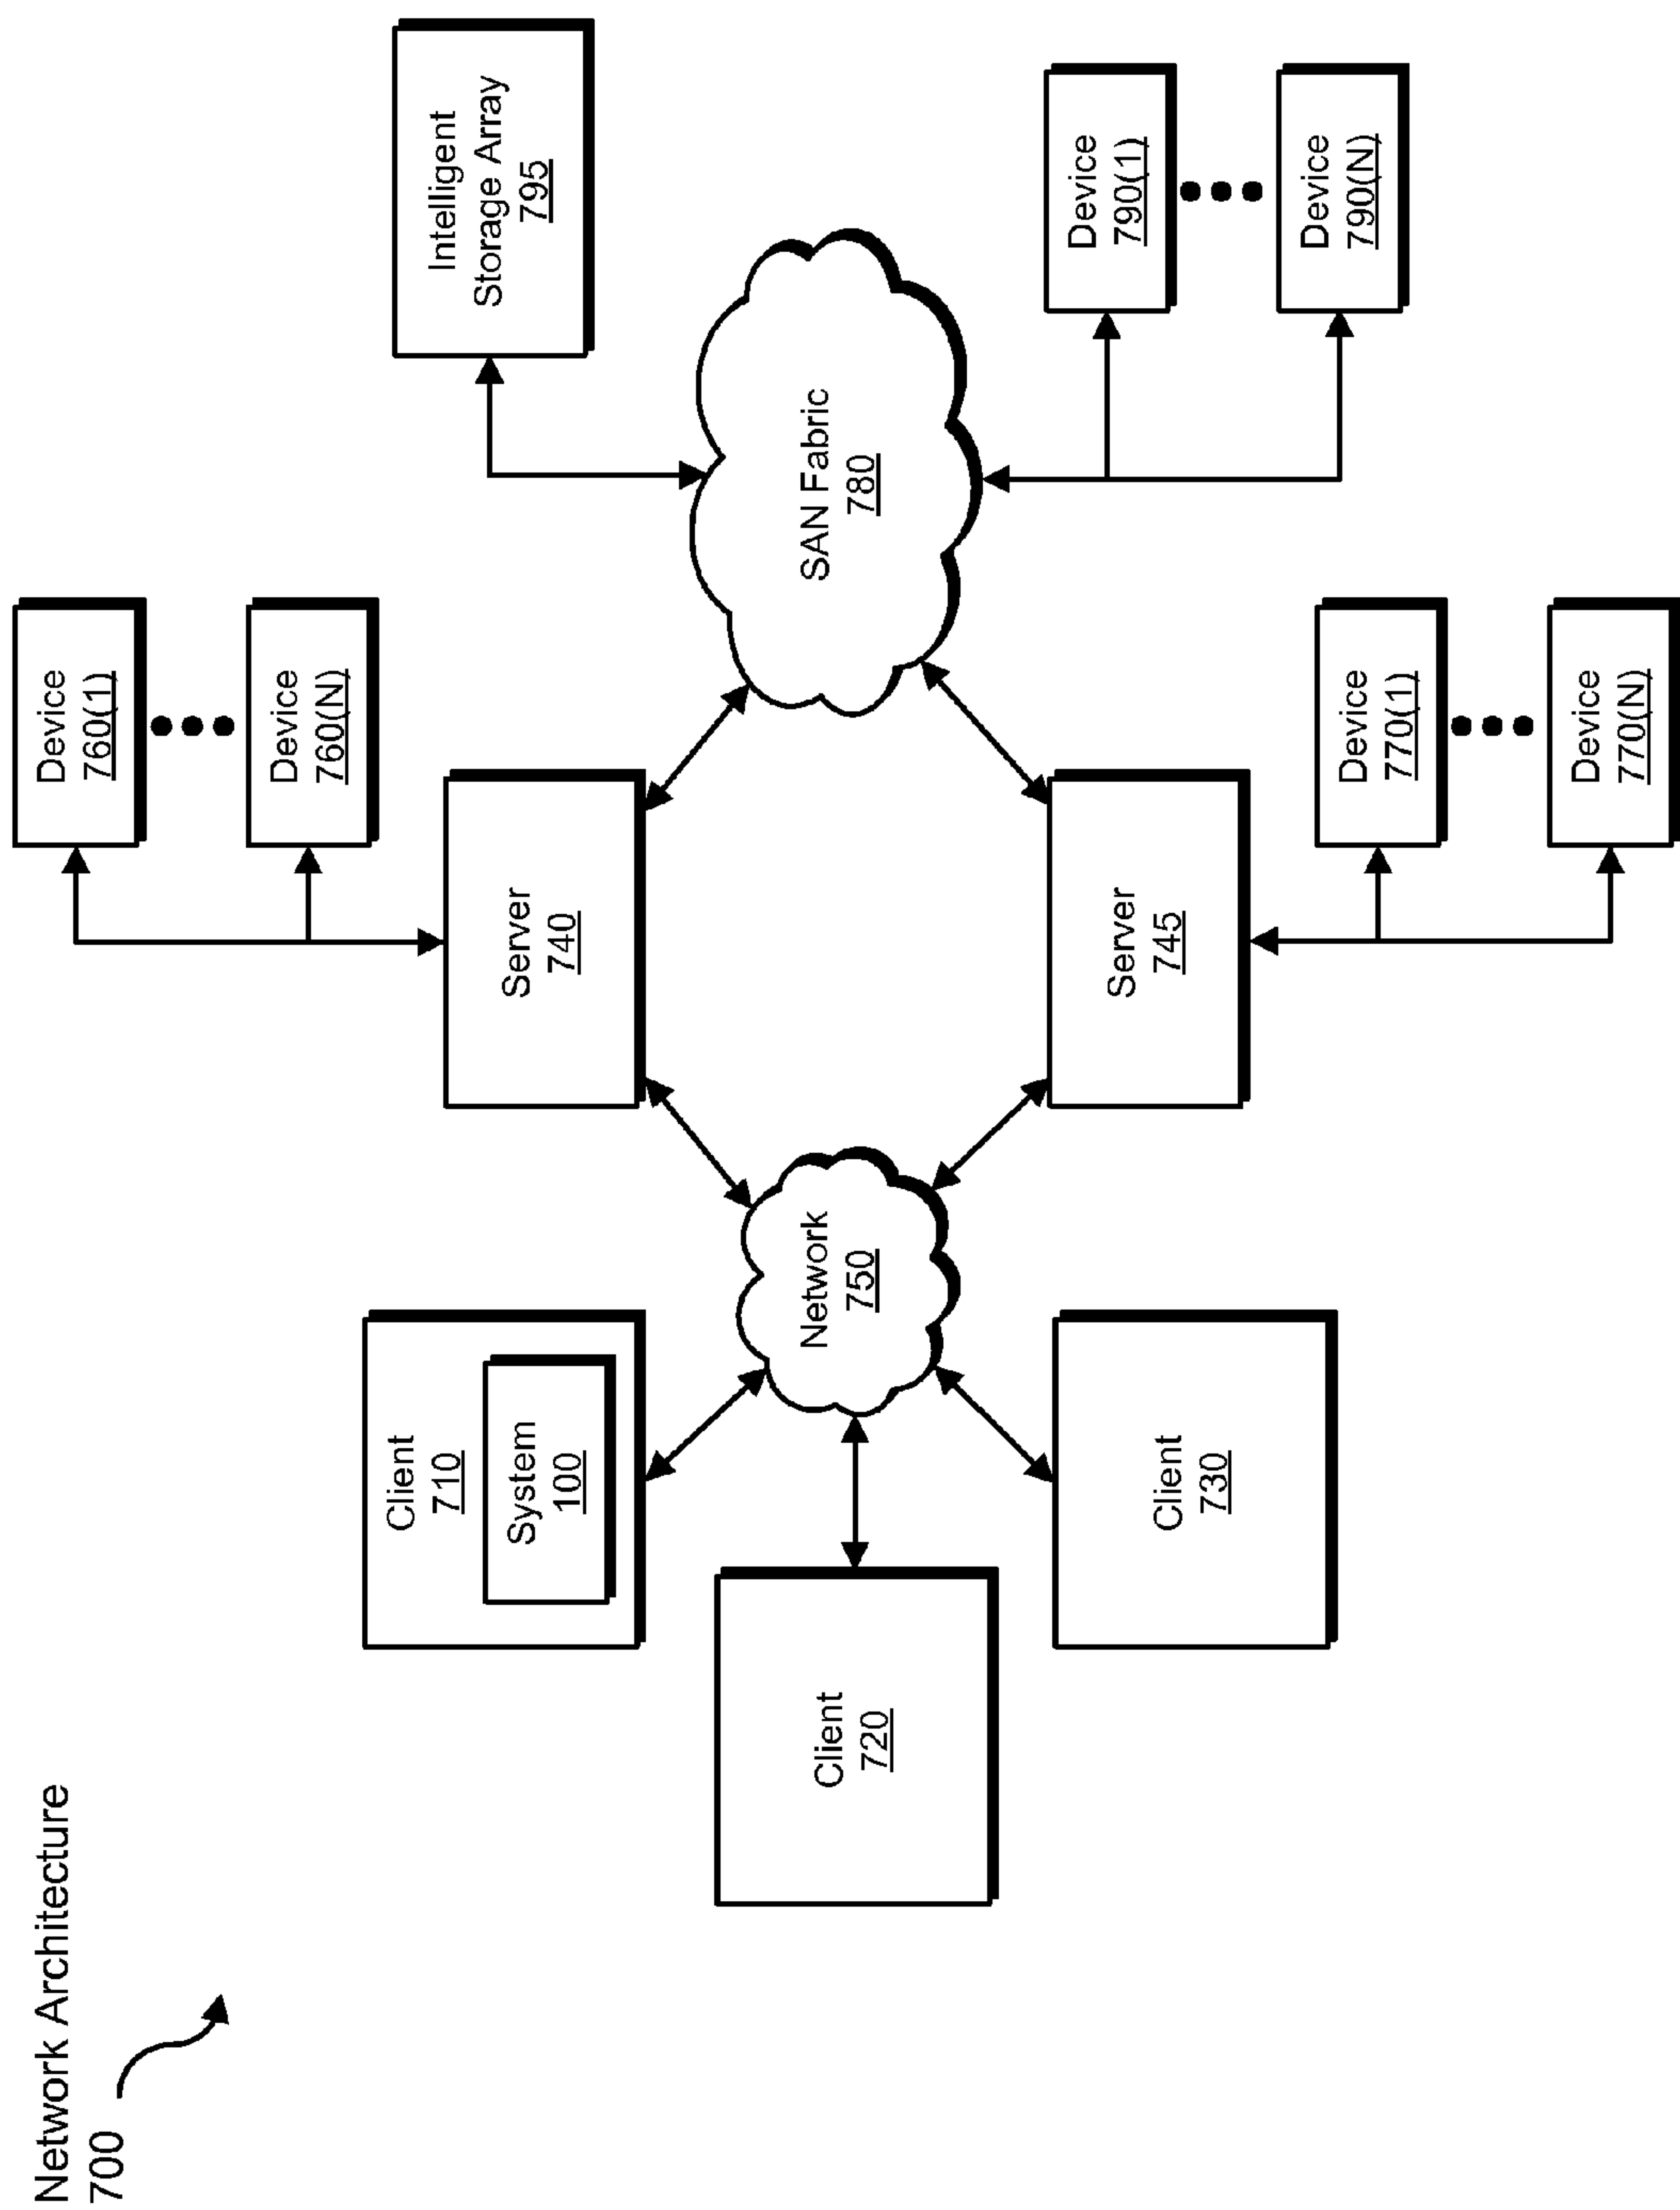 Network Architecture
700
Client
710
System
100
Client
720
Client
730
Network
750
Server
740
Server
745
Device
760(1)
Device
760(N)
Device
770(1)
Device
770(N)
SAN Fabric
780
Intelligent
Storage Array
795
Device
790(1)
Device
790(N)